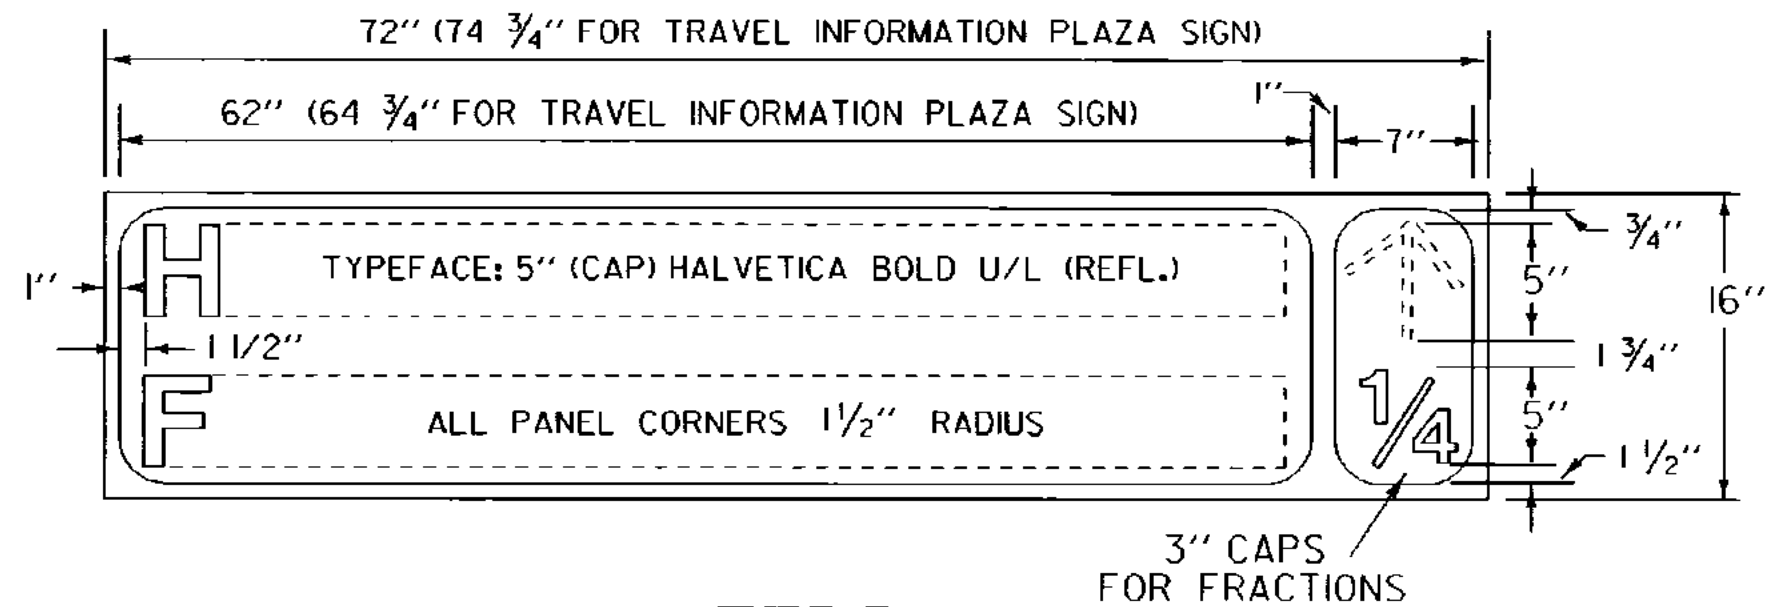 72" (74 3/4" FOR TRAVEL INFORMATION PLAZA SIGN)
62" (64 3/4" FOR TRAVEL INFORMATION PLAZA SIGN)
1"
7"
3/4"
H
TYPEFACE: 5" (CAP) HALVETICA BOLD U/L (REFL.)
5"
1"
16"
1 1/2"
1 3/4"
F
ALL PANEL CORNERS 1 1/2" RADIUS
1/4
5"
1 1/2"
3" CAPS
FOR FRACTIONS